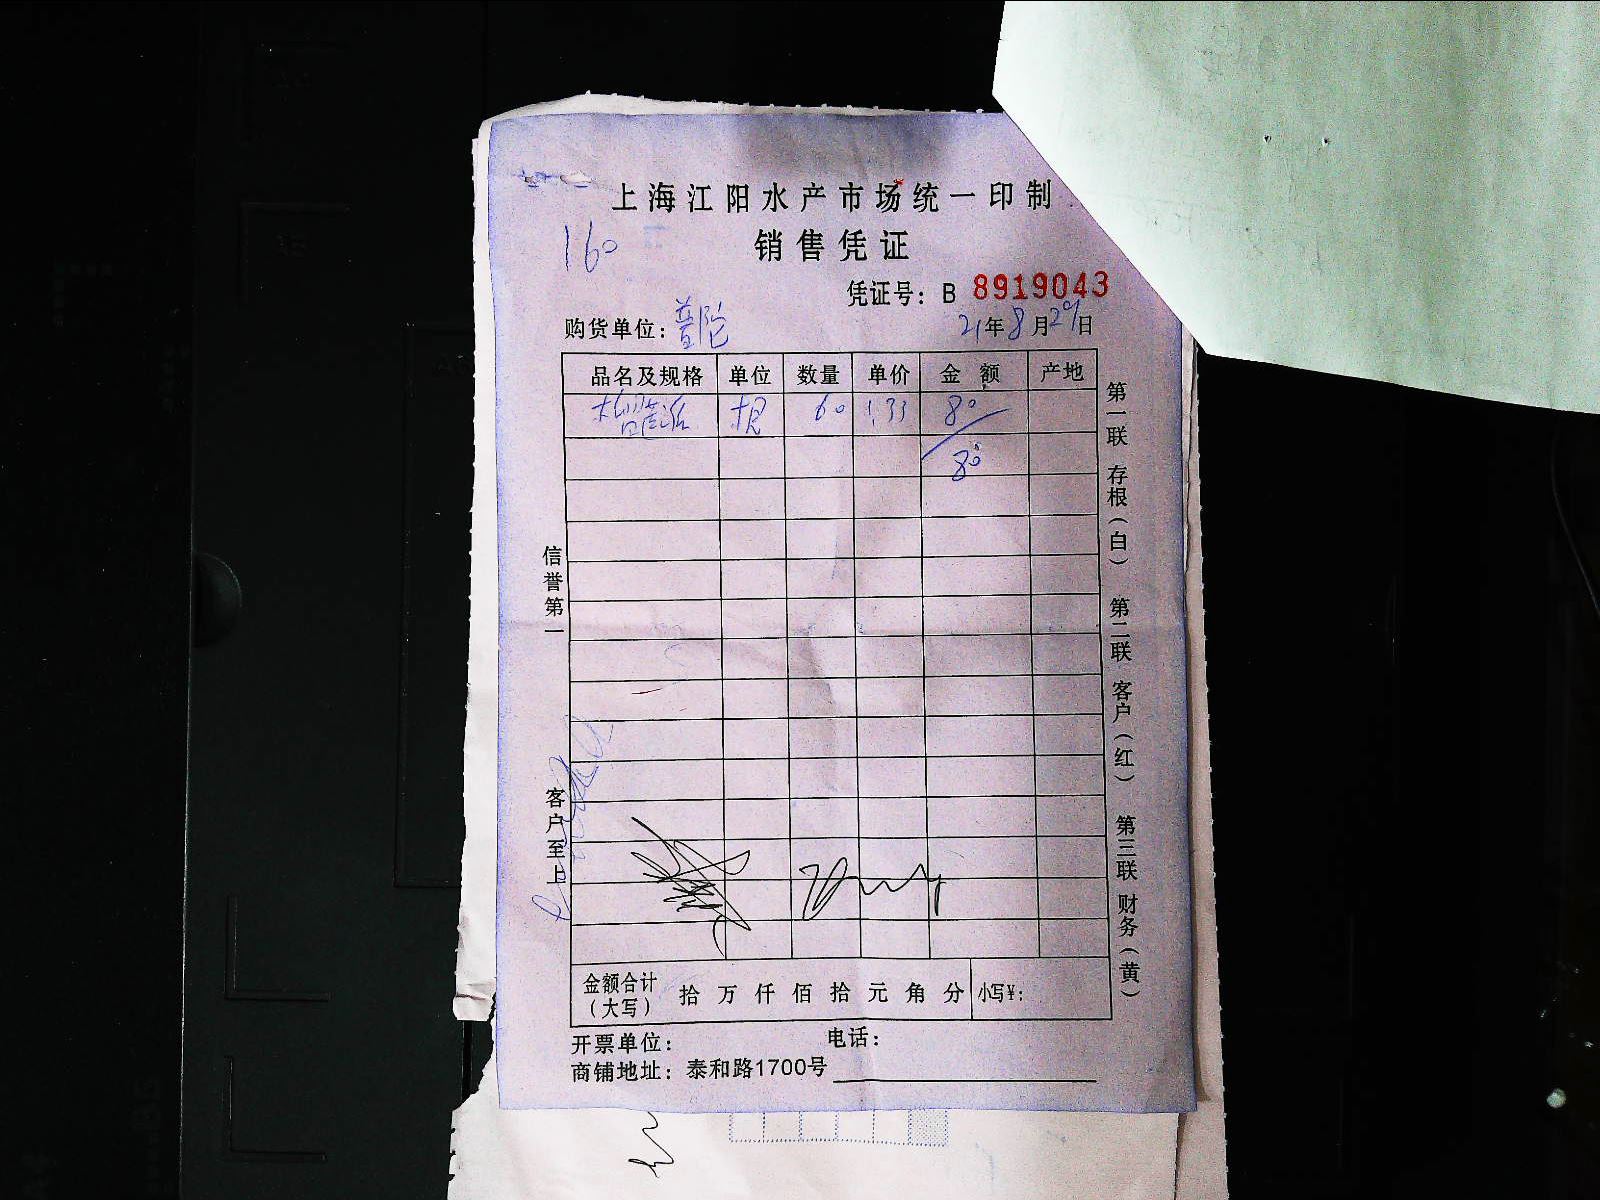 上海江阳水产市场统一印制
160
销售凭证
凭证号：B 8919043
购货单位：普陀
21年8月29日
品名及规格 单位 数量 单价 金 额 产地
根 60 1.33 80
80
信誉第一
客户至上
第一联 存根（白） 第二联 客户（红） 第三联 财务（黄）
金额合计（大写） 拾 万 仟 佰 拾 元 角 分 小写¥：
开票单位： 电话：
商铺地址：泰和路1700号